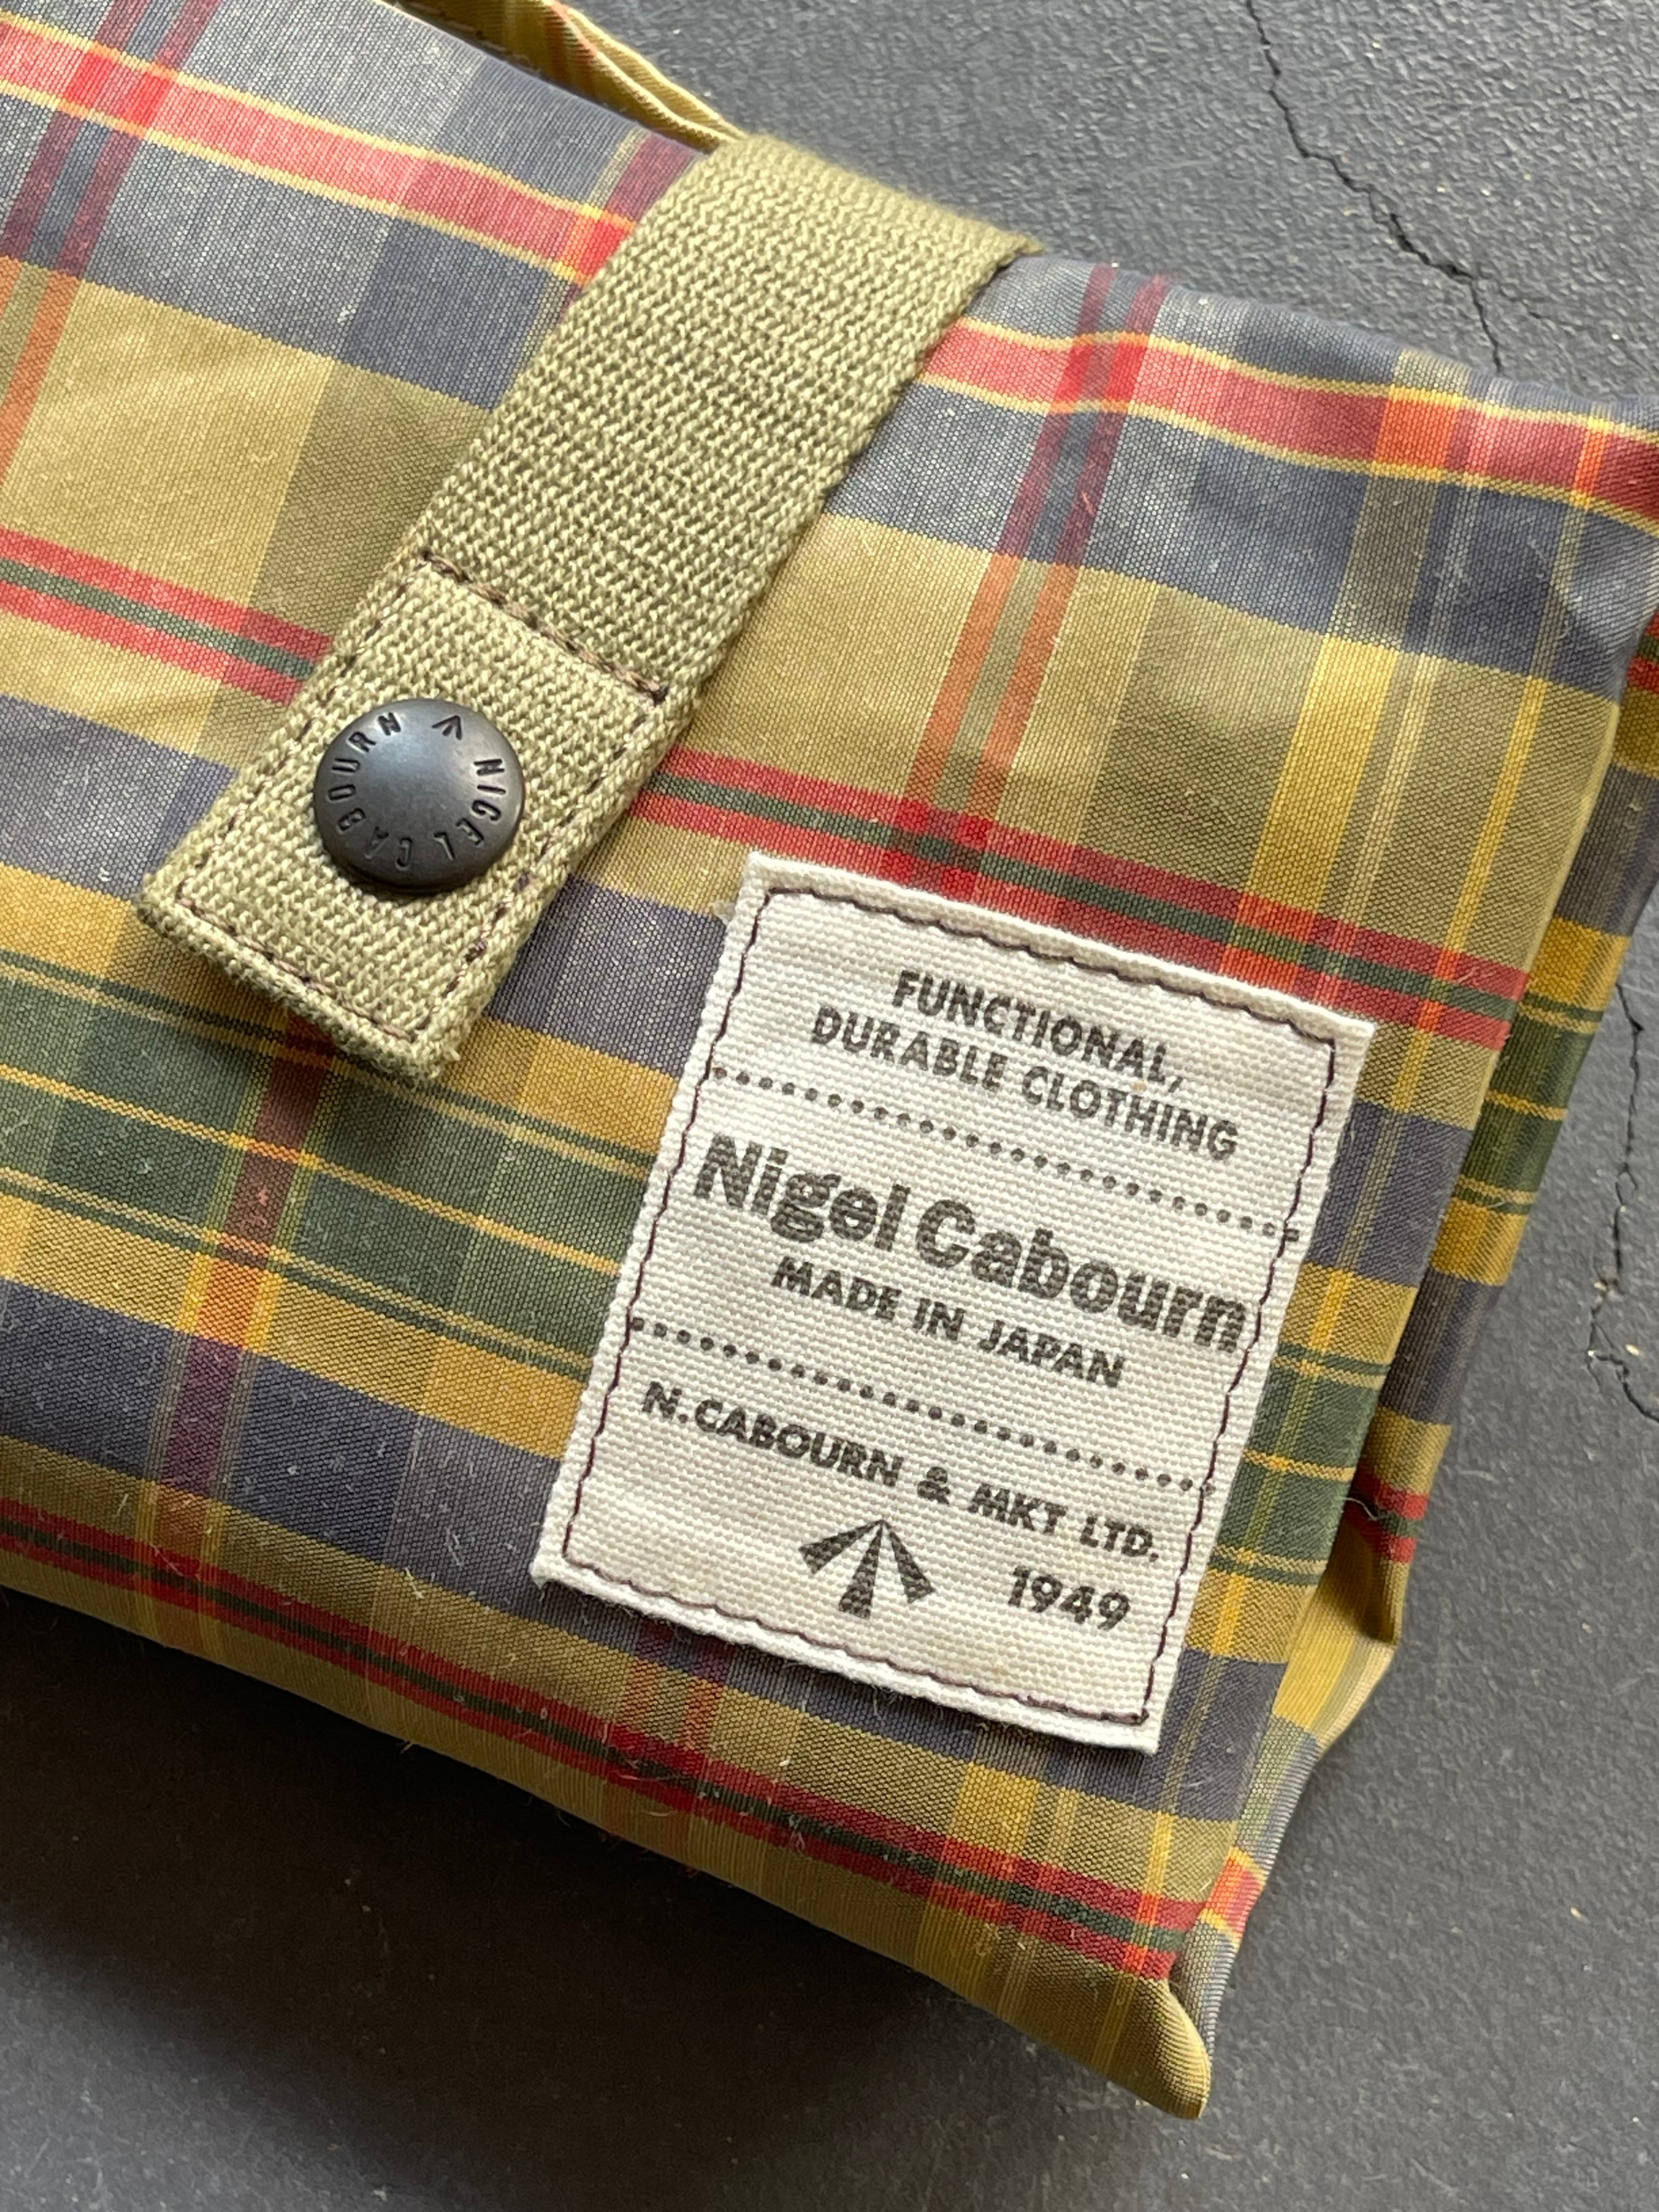 NIGEL CABOURN
FUNCTIONAL,
DURABLE CLOTHING
Nigel Cabourn
MADE IN JAPAN
N.CABOURN & MKT LTD.
1949